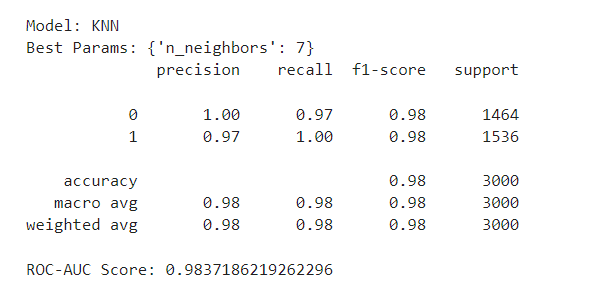 Model: KNN
Best Params: {'n_neighbors': 7}
precision recall f1-score support
0 1.00 0.97 0.98 1464
1 0.97 1.00 0.98 1536
accuracy 0.98 3000
macro avg 0.98 0.98 0.98 3000
weighted avg 0.98 0.98 0.98 3000
ROC-AUC Score: 0.9837186219262296